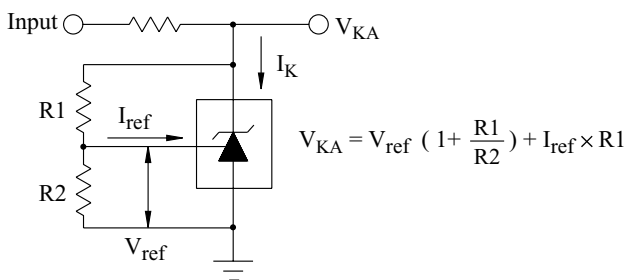 Input
V_KA
I_K
R1
I_ref
V_KA = V_ref ( 1+ R1/R2 ) + I_ref × R1
R2
V_ref